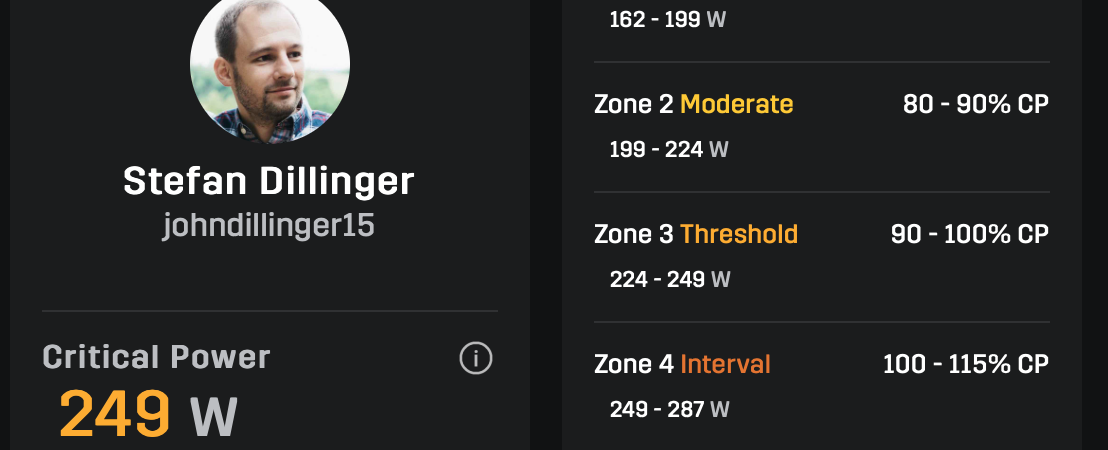 Stefan Dillinger
johndillinger15
Critical Power
249 W
162 - 199 W
Zone 2 Moderate 80 - 90% CP
199 - 224 W
Zone 3 Threshold 90 - 100% CP
224 - 249 W
Zone 4 Interval 100 - 115% CP
249 - 287 W